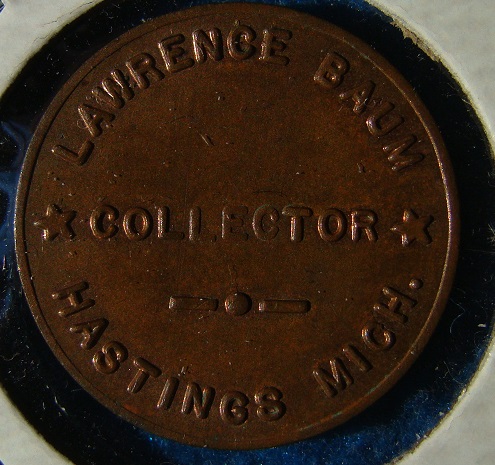 LAWRENCE BAUM
COLLECTOR
HASTINGS MICH.